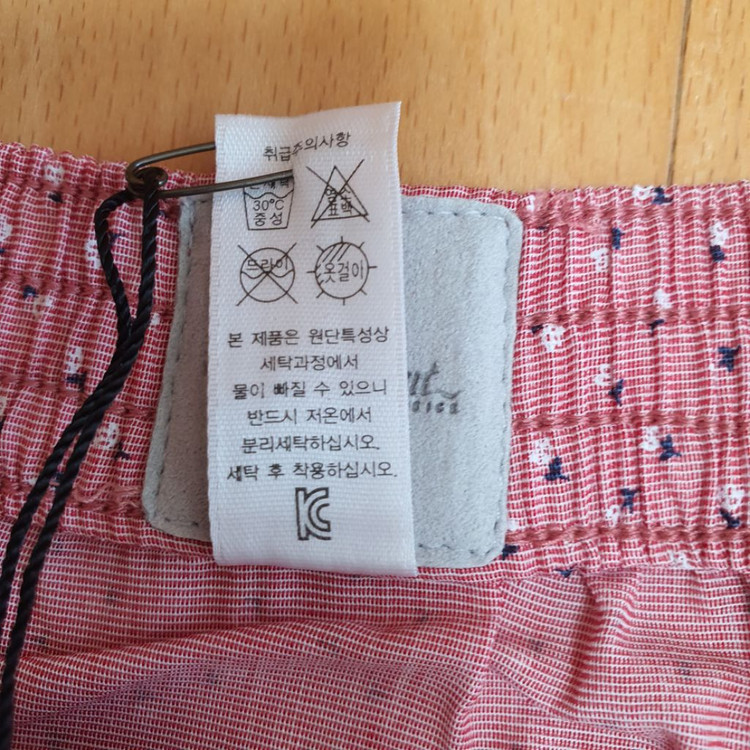 취급주의사항
30℃
중성
염소
표백
드라이
옷걸이
본 제품은 원단특성상
세탁과정에서
물이 빠질 수 있으니
반드시 저온에서
분리세탁하십시오.
세탁 후 착용하십시오.